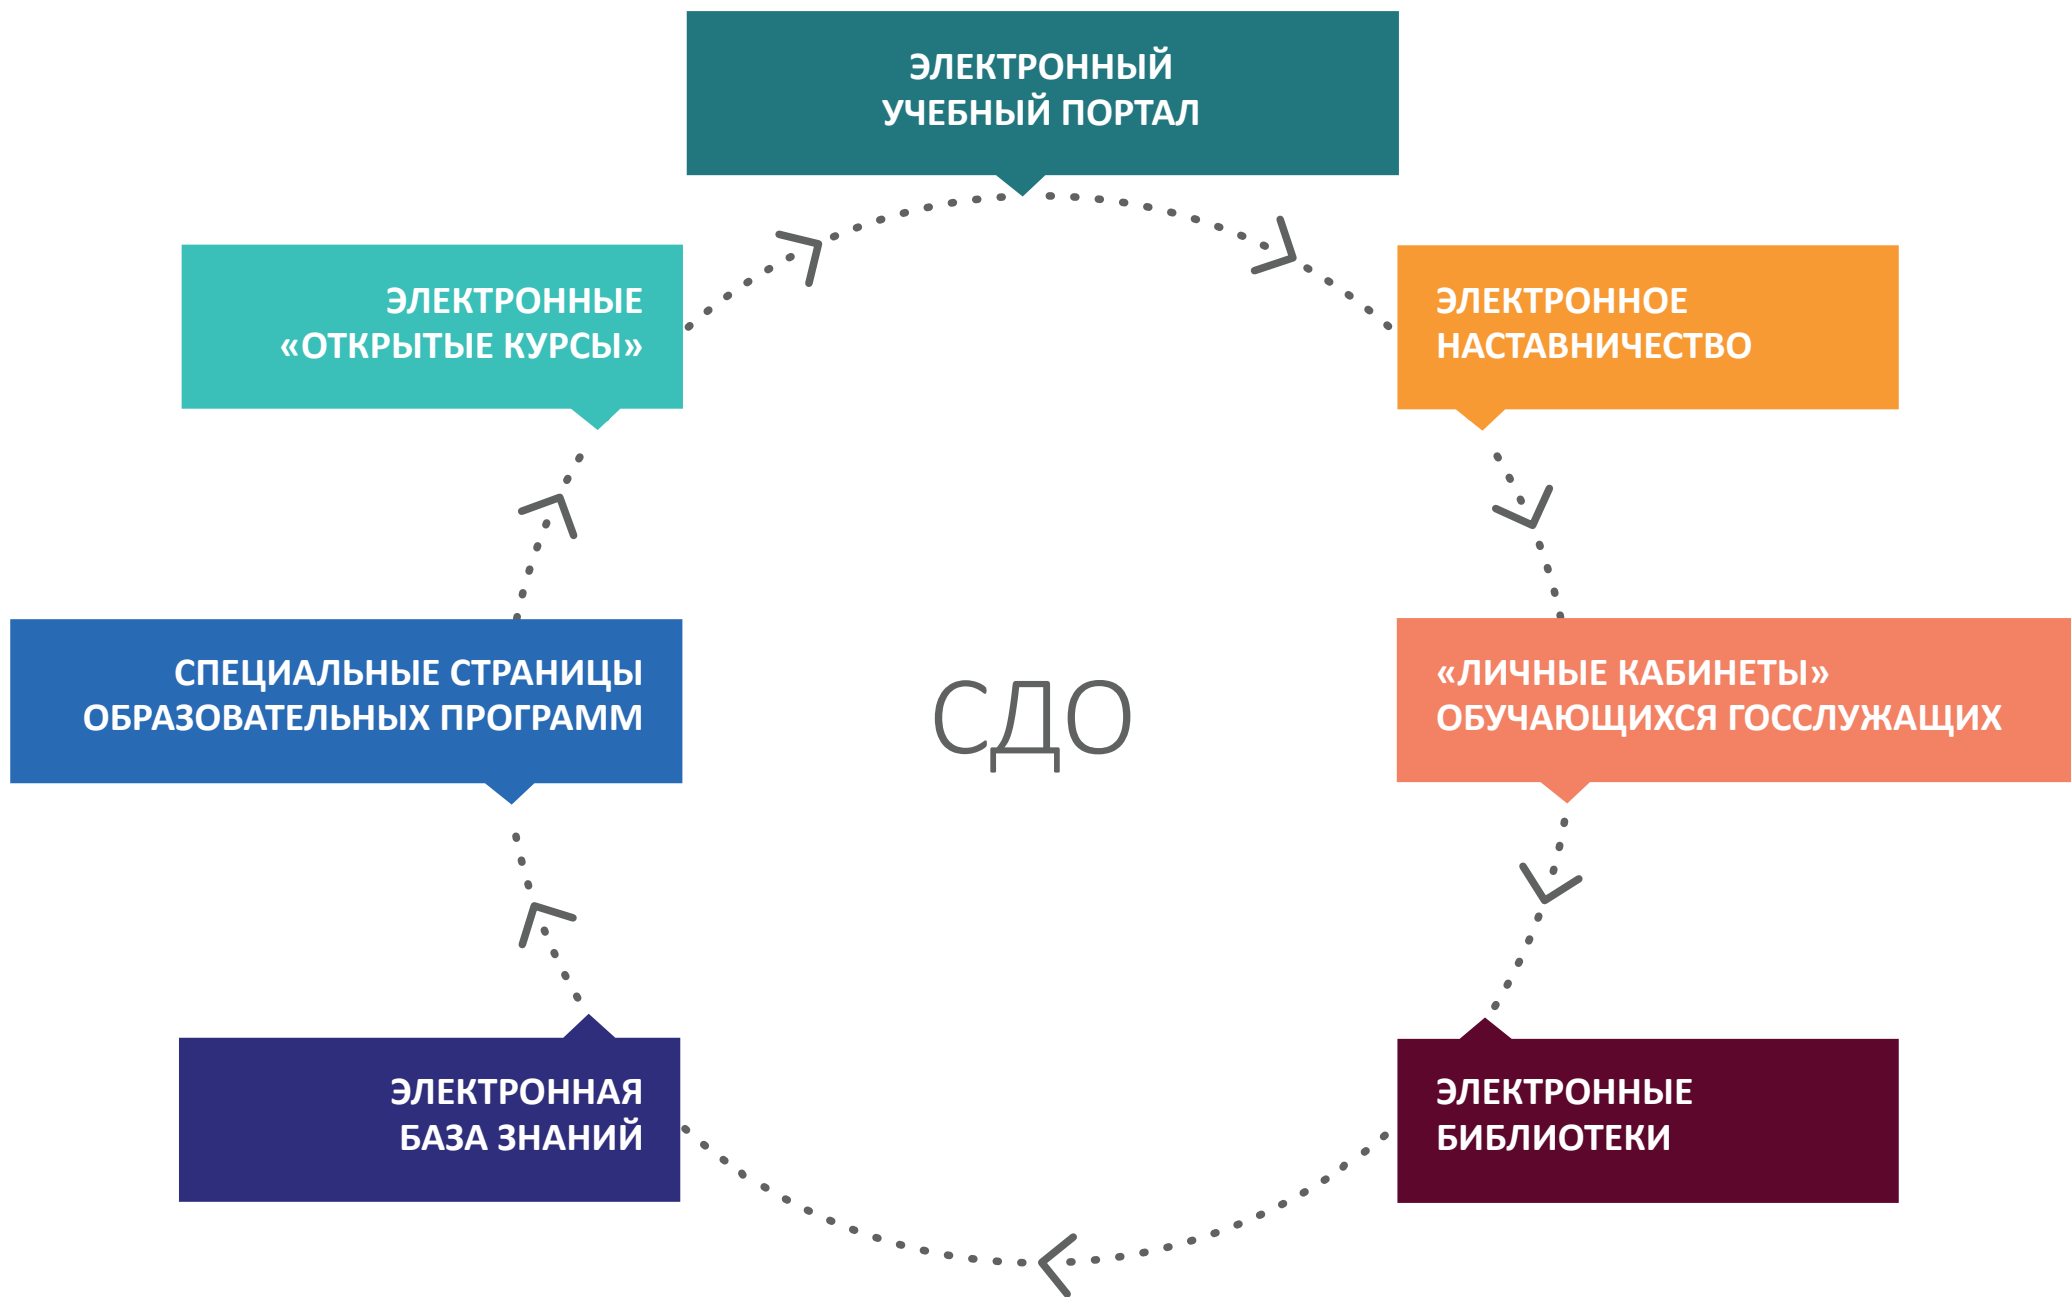 ЭЛЕКТРОННЫЙ
УЧЕБНЫЙ ПОРТАЛ
ЭЛЕКТРОННЫЕ
«ОТКРЫТЫЕ КУРСЫ»
ЭЛЕКТРОННОЕ
НАСТАВНИЧЕСТВО
СПЕЦИАЛЬНЫЕ СТРАНИЦЫ
ОБРАЗОВАТЕЛЬНЫХ ПРОГРАММ
СДО
«ЛИЧНЫЕ КАБИНЕТЫ»
ОБУЧАЮЩИХСЯ ГОССЛУЖАЩИХ
ЭЛЕКТРОННАЯ
БАЗА ЗНАНИЙ
ЭЛЕКТРОННЫЕ
БИБЛИОТЕКИ